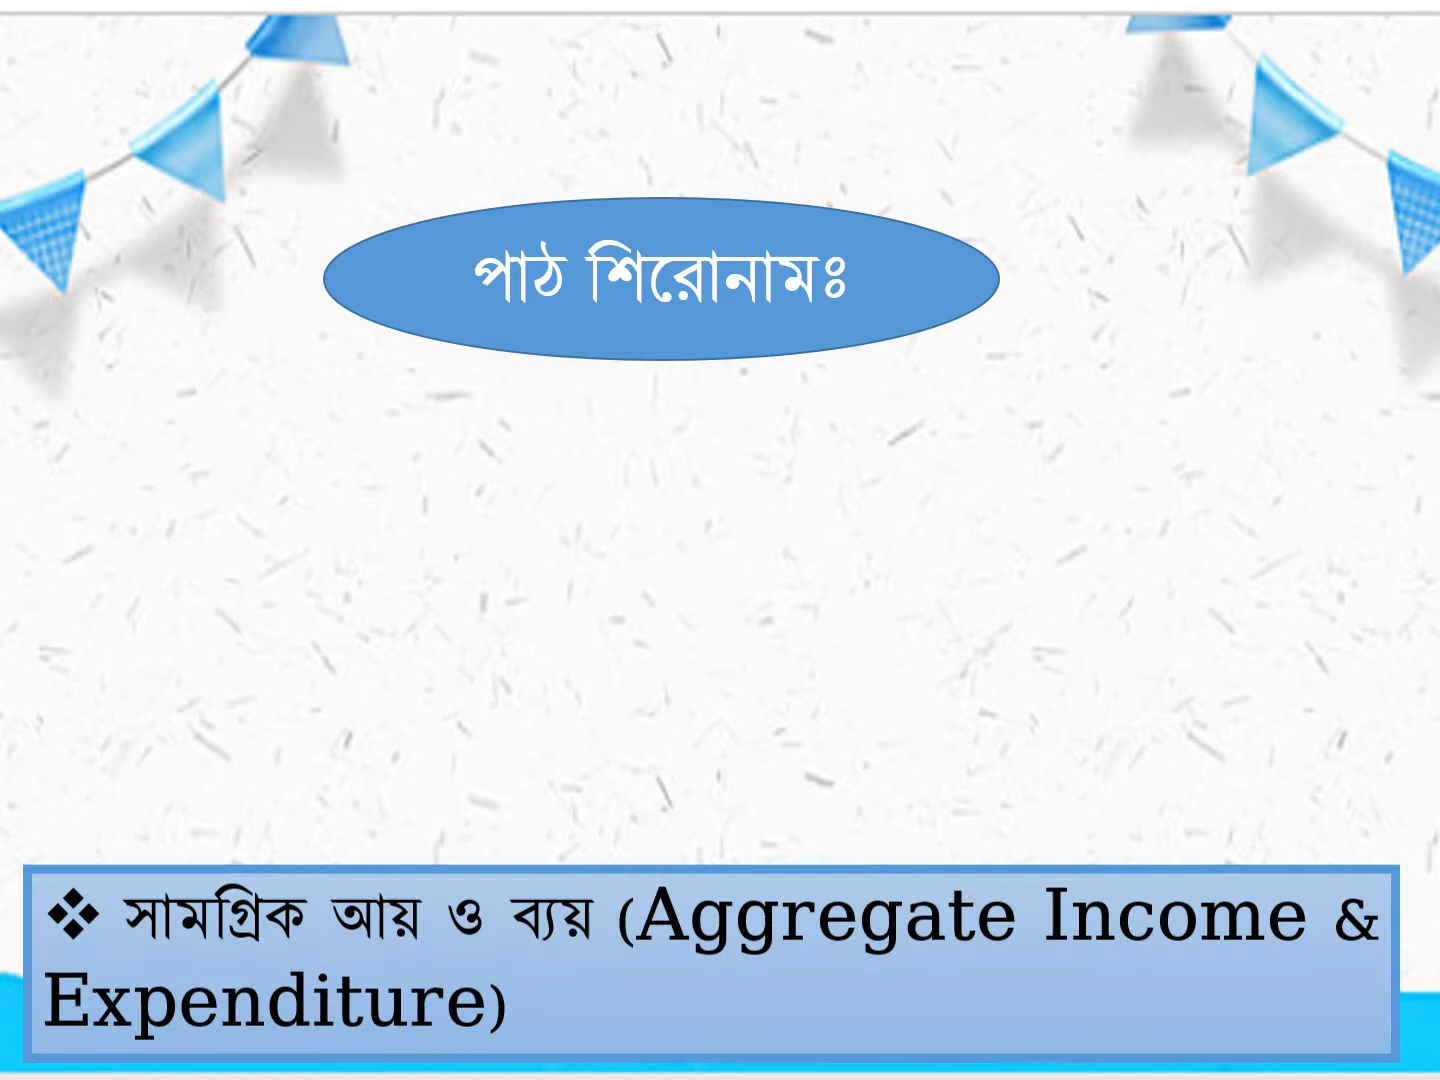 পাঠ শিরোনামঃ
❖ সামগ্রিক আয় ও ব্যয় (Aggregate Income &
Expenditure)